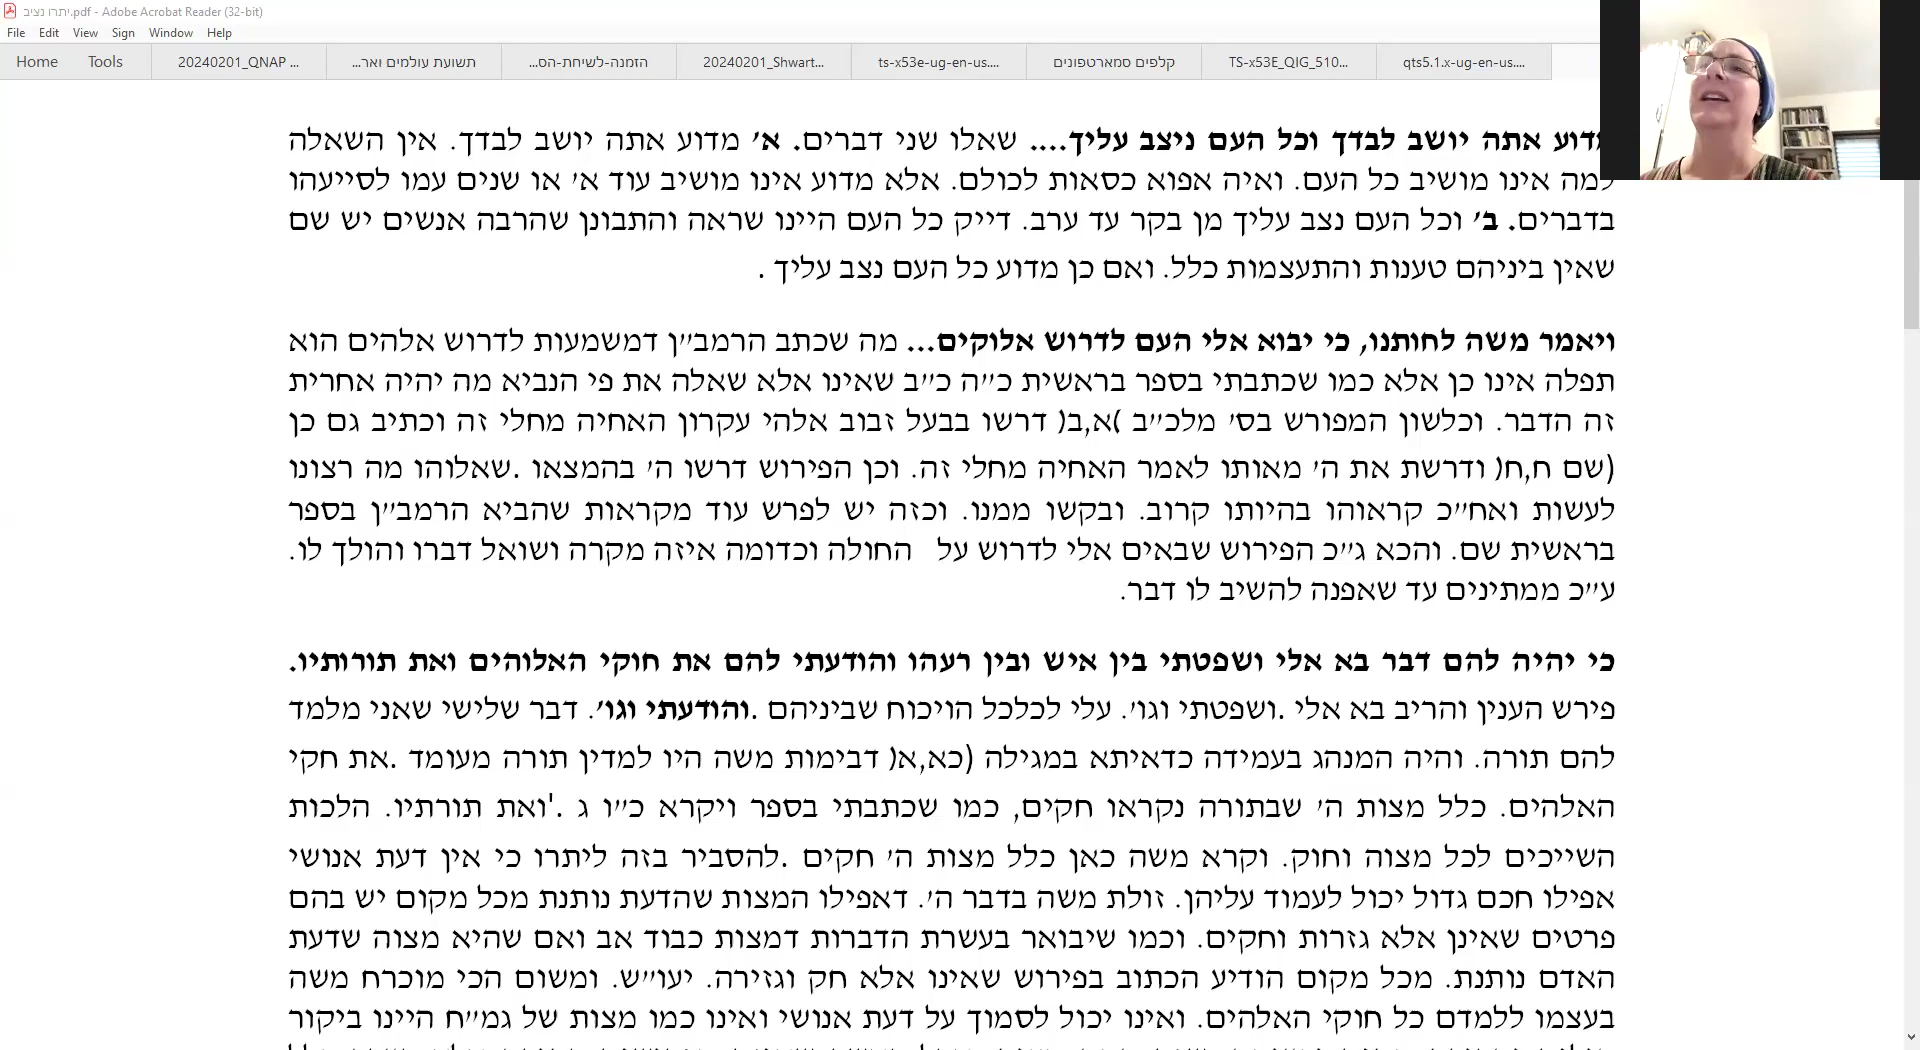 יתרו נציב.pdf - Adobe Acrobat Reader (32-bit)
File Edit View Sign Window Help
Home Tools 20240201_QNAP ... תשועת עולמים ואר... הזמנה-לשיחת-הס... 20240201_Shwart... ts-x53e-ug-en-us.... קלפים סמארטפונים TS-x53E_QIG_510... qts5.1.x-ug-en-us....
אתה יושב לבדך וכל העם ניצב עליך.... שאלו שני דברים. א׳ מדוע אתה יושב לבדך. אין השאלה
למה אינו מושיב כל העם. ואיה אפוא כסאות לכולם. אלא מדוע אינו מושיב עוד א׳ או שנים עמו לסייעהו
בדברים. ב׳ וכל העם נצב עליך מן בקר עד ערב. דייק כל העם היינו שראה והתבונן שהרבה אנשים יש שם
שאין ביניהם טענות והתעצמות כלל. ואם כן מדוע כל העם נצב עליך .
ויאמר משה לחותנו, כי יבוא אלי העם לדרוש אלוקים... מה שכתב הרמב״ן דמשמעות לדרוש אלהים הוא
תפלה אינו כן אלא כמו שכתבתי בספר בראשית כ״ה כ״ב שאינו אלא שאלה את פי הנביא מה יהיה אחרית
זה הדבר. וכלשון המפורש בס׳ מלכ״ב )א,ב( דרשו בבעל זבוב אלהי עקרון האחיה מחלי זה וכתיב גם כן
(שם ח,ח( ודרשת את ה׳ מאותו לאמר האחיה מחלי זה. וכן הפירוש דרשו ה׳ בהמצאו .שאלוהו מה רצונו
לעשות ואח״כ קראוהו בהיותו קרוב. ובקשו ממנו. וכזה יש לפרש עוד מקראות שהביא הרמב״ן בספר
בראשית שם. והכא ג״כ הפירוש שבאים אלי לדרוש על החולה וכדומה איזה מקרה ושואל דברו והולך לו.
ע״כ ממתינים עד שאפנה להשיב לו דבר.
כי יהיה להם דבר בא אלי ושפטתי בין איש ובין רעהו והודעתי להם את חוקי האלוהים ואת תורותיו.
פירש הענין והריב בא אלי .ושפטתי וגו׳. עלי לכלכל הויכוח שביניהם .והודעתי וגו׳. דבר שלישי שאני מלמד
להם תורה. והיה המנהג בעמידה כדאיתא במגילה (כא,א( דבימות משה היו למדין תורה מעומד .את חקי
האלהים. כלל מצות ה׳ שבתורה נקראו חקים, כמו שכתבתי בספר ויקרא כ״ו ג .'ואת תורתיו. הלכות
השייכים לכל מצוה וחוק. וקרא משה כאן כלל מצות ה׳ חקים .להסביר בזה ליתרו כי אין דעת אנושי
אפילו חכם גדול יכול לעמוד עליהן. זולת משה בדבר ה׳. דאפילו המצות שהדעת נותנת מכל מקום יש בהם
פרטים שאינן אלא גזרות וחקים. וכמו שיבואר בעשרת הדברות דמצות כבוד אב ואם שהיא מצוה שדעת
האדם נותנת. מכל מקום הודיע הכתוב בפירוש שאינו אלא חק וגזירה. יעו״ש. ומשום הכי מוכרח משה
בעצמו ללמדם כל חוקי האלהים. ואינו יכול לסמוך על דעת אנושי ואינו כמו מצות של גמ״ח היינו ביקור